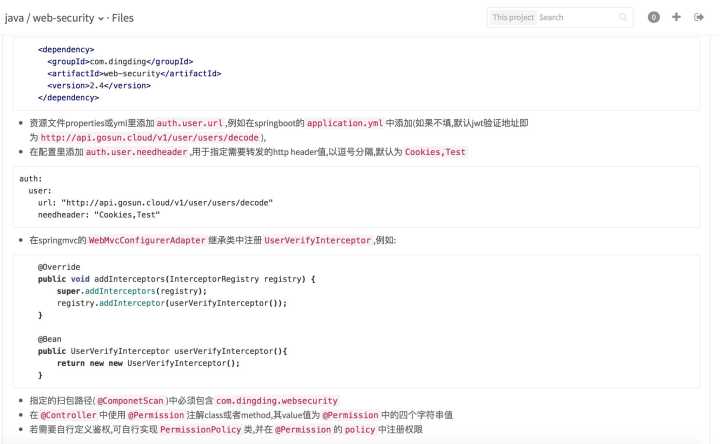 java / web-security · Files
This project Search
0
<dependency>
<groupId>com.dingding</groupId>
<artifactId>web-security</artifactId>
<version>2.4</version>
</dependency>
资源文件properties或yml里添加 auth.user.url ,例如在springboot的 application.yml 中添加(如果不填,默认jwt验证地址即
为 http://api.gosun.cloud/v1/user/users/decode ),
在配置里添加 auth.user.needheader ,用于指定需要转发的http header值,以逗号分隔,默认为 Cookies,Test
auth:
user:
url: "http://api.gosun.cloud/v1/user/users/decode"
needheader: "Cookies,Test"
在springmvc的 WebMvcConfigurerAdapter 继承类中注册 UserVerifyInterceptor ,例如:
@Override
public void addInterceptors(InterceptorRegistry registry) {
super.addInterceptors(registry);
registry.addInterceptor(userVerifyInterceptor());
}
@Bean
public UserVerifyInterceptor userVerifyInterceptor(){
return new new UserVerifyInterceptor();
}
指定的扫包路径( @ComponetScan )中必须包含 com.dingding.websecurity
在 @Controller 中使用 @Permission 注解class或者method,其value值为 @Permission 中的四个字符串值
若需要自行定义鉴权,可自行实现 PermissionPolicy 类,并在 @Permission 的 policy 中注册权限